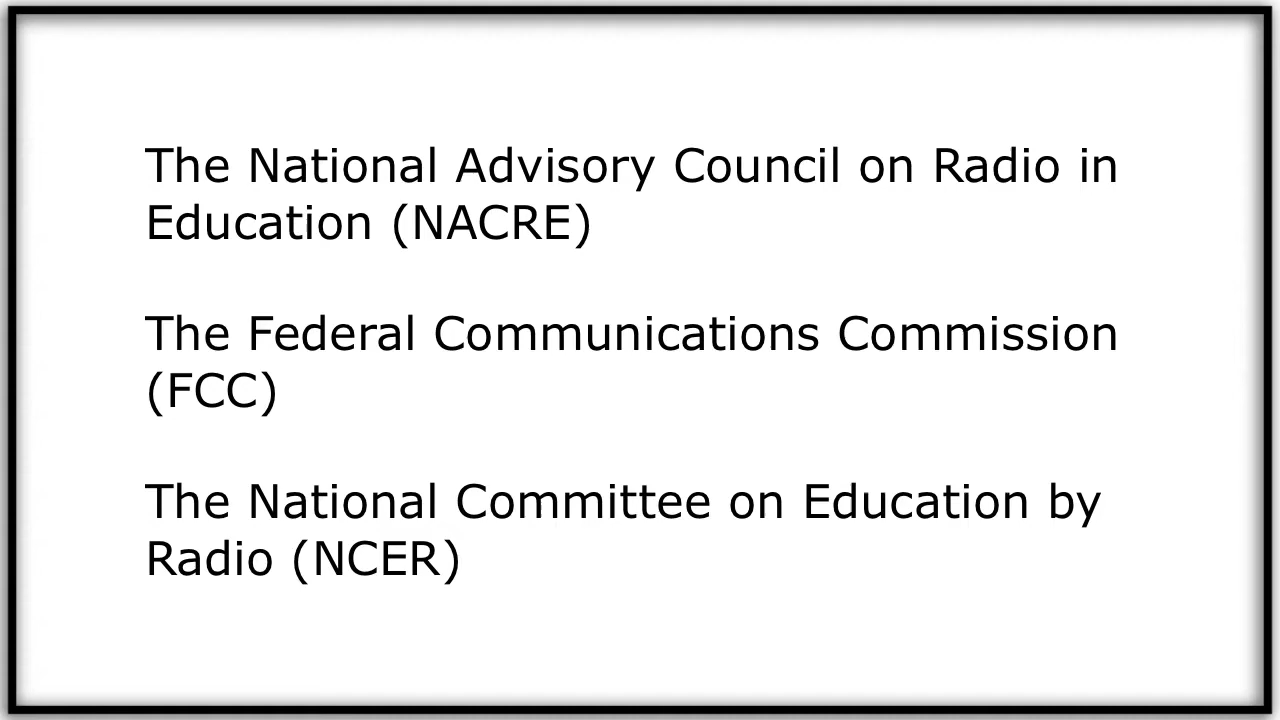 The National Advisory Council on Radio in
Education (NACRE)
The Federal Communications Commission
(FCC)
The National Committee on Education by
Radio (NCER)